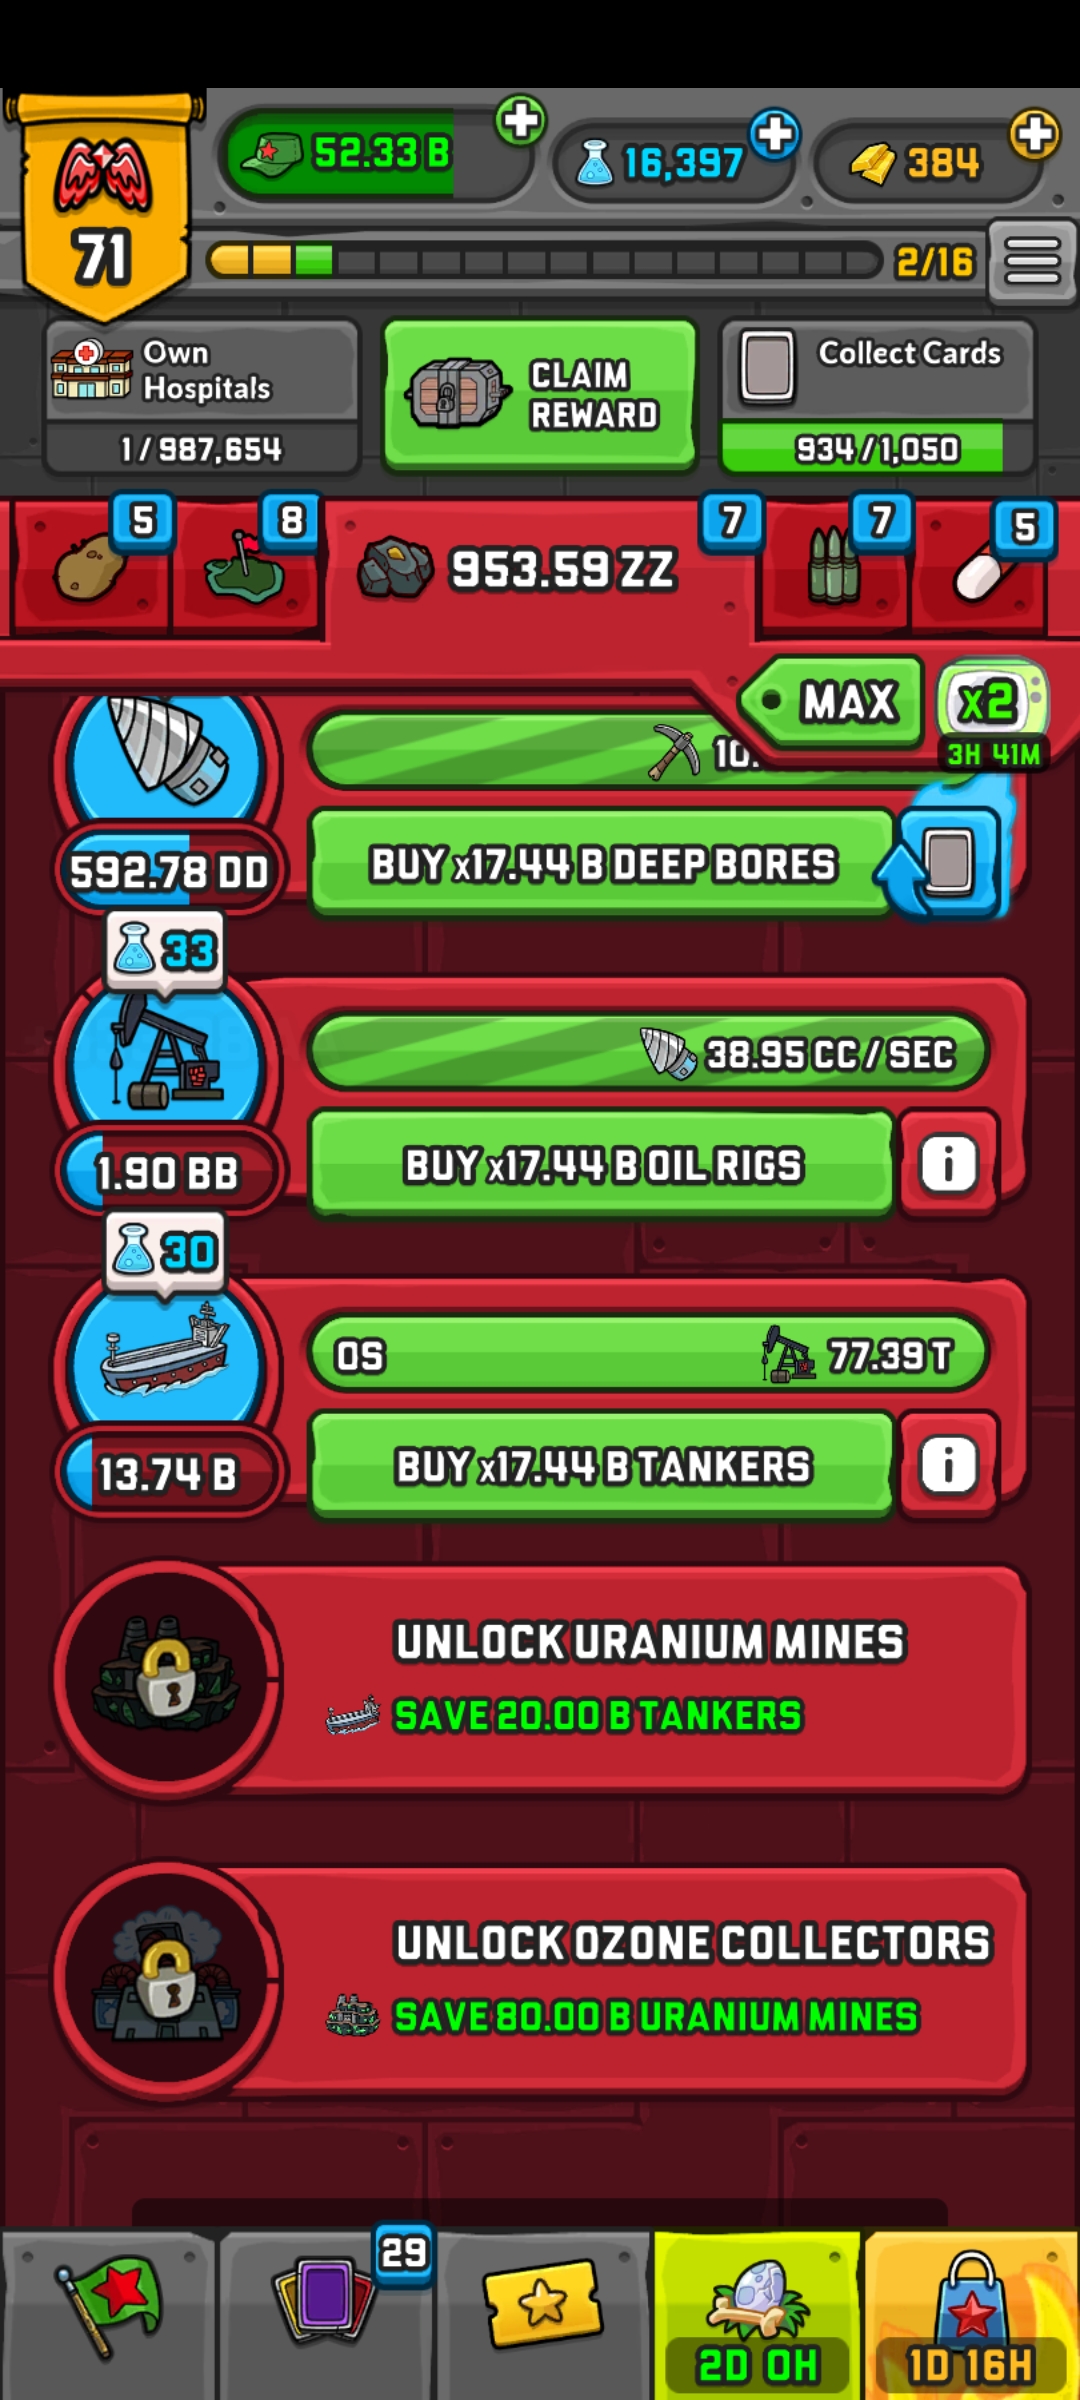 71
52.33 B
16,397
384
2/16
Own
Hospitals
1/987,654
CLAIM
REWARD
Collect Cards
934/1,050
5
8
953.59 ZZ
7
7
5
MAX
x2
3H 41M
10.
592.78 DD
BUY x17.44 B DEEP BORES
33
38.95 CC/SEC
1.90 BB
BUY x17.44 B OIL RIGS
i
30
0S
77.39 T
13.74 B
BUY x17.44 B TANKERS
i
UNLOCK URANIUM MINES
SAVE 20.00 B TANKERS
UNLOCK OZONE COLLECTORS
SAVE 80.00 B URANIUM MINES
29
2D 0H
1D 16H